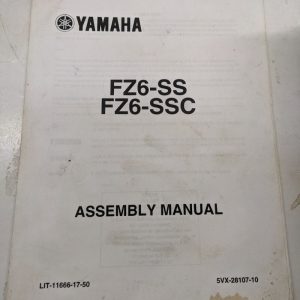 YAMAHA
FZ6-SS
FZ6-SSC
ASSEMBLY MANUAL
LIT-11666-17-50 5VX-28107-10